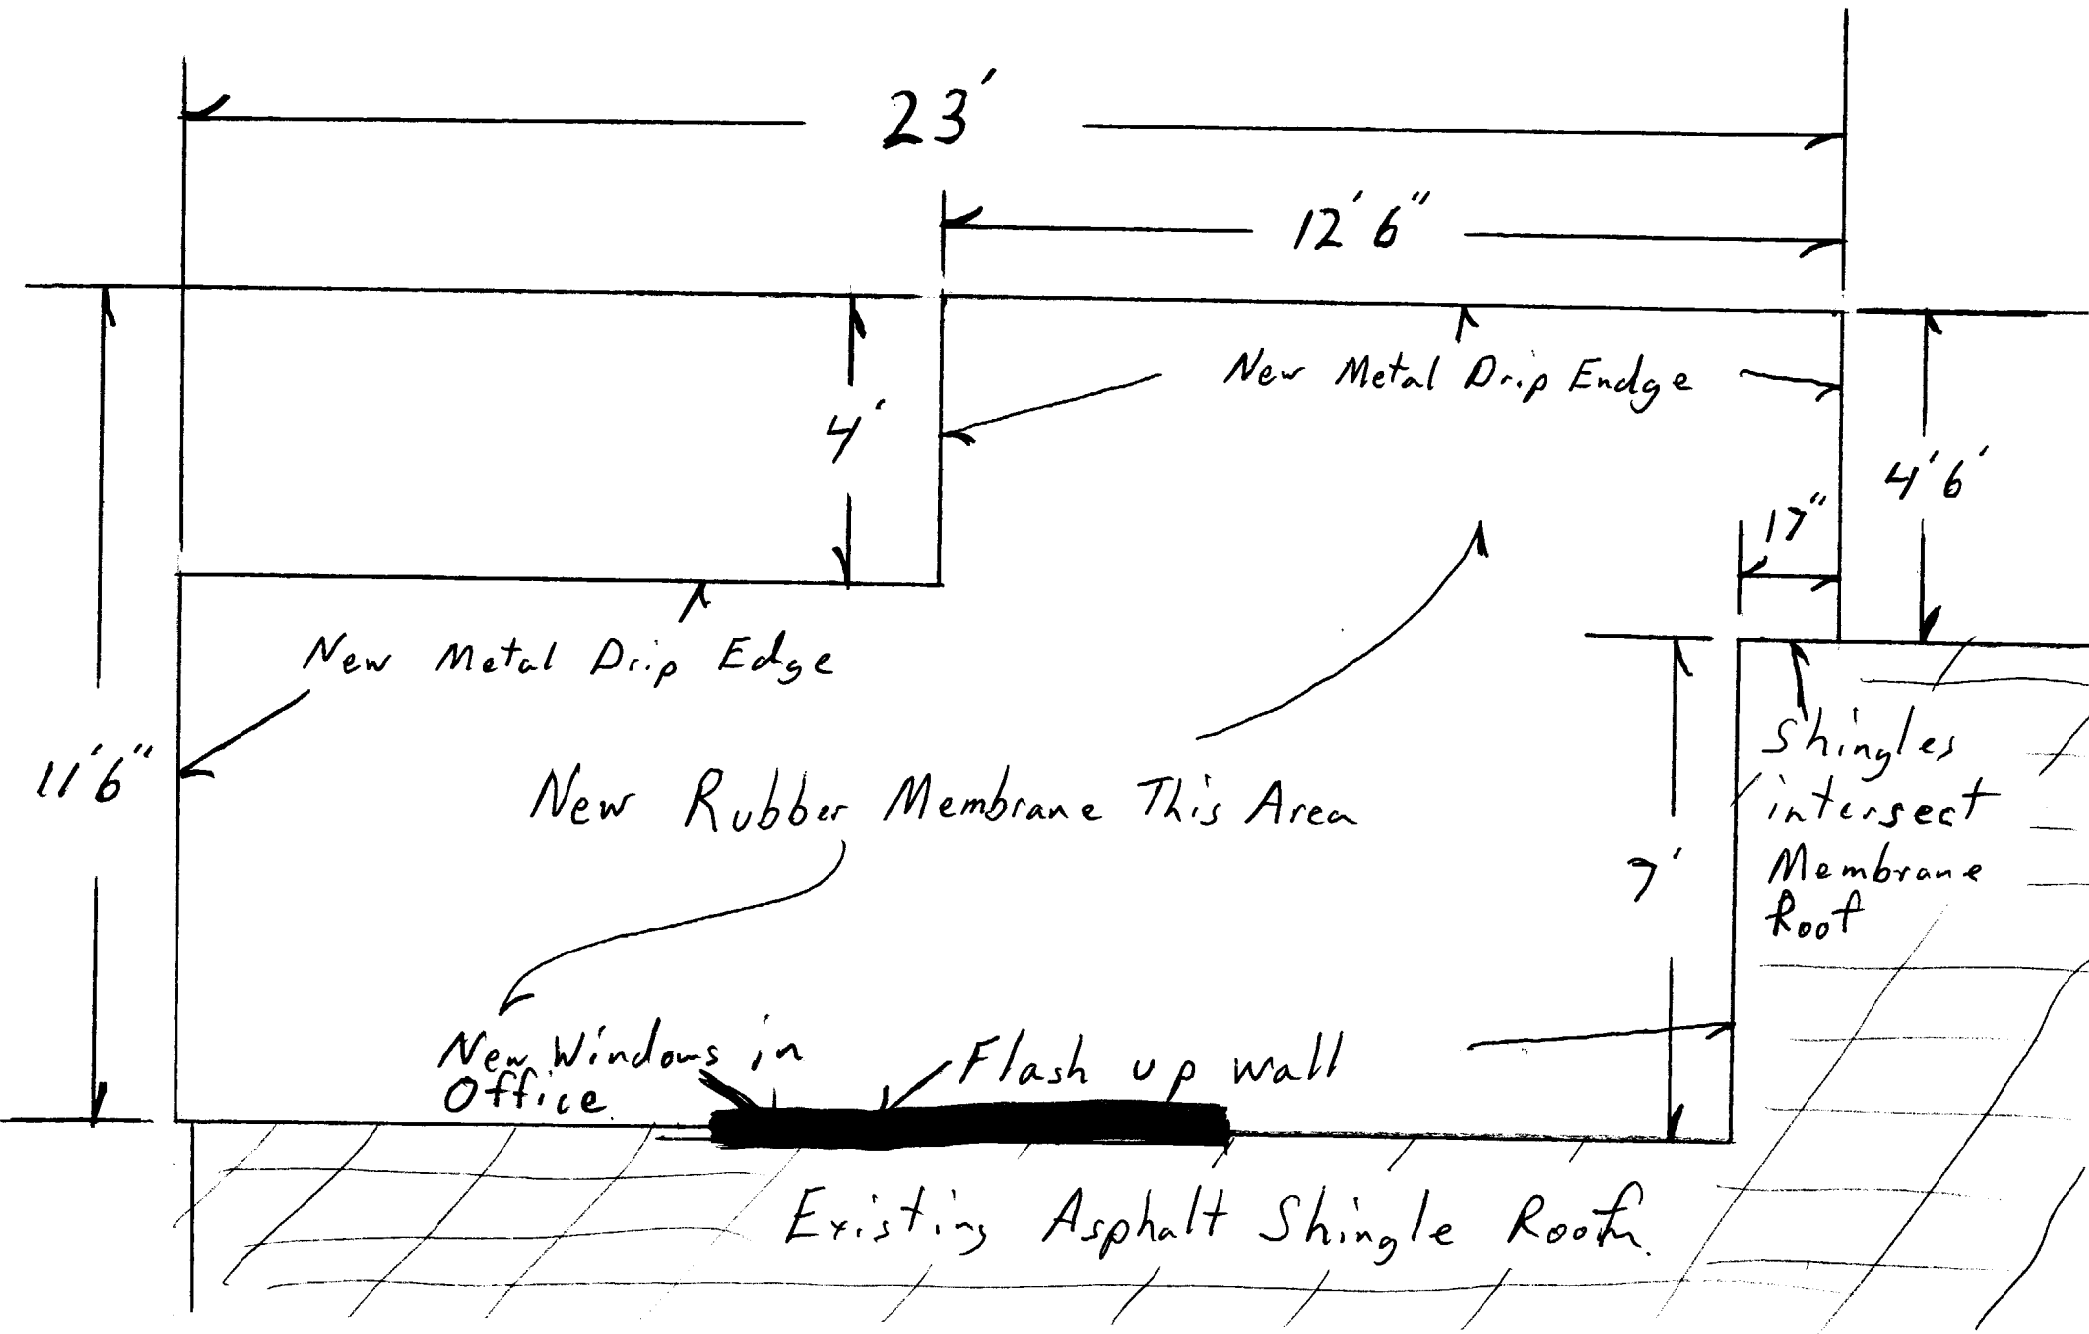 23'
12'6"
New Metal Drip Endge
4'
4'6'
17"
New Metal Drip Edge
Shingles
intersect
Membrane
Roof
11'6"
New Rubber Membrane This Area
7'
New Windows in
Office
Flash up wall
Existing Asphalt Shingle Roof